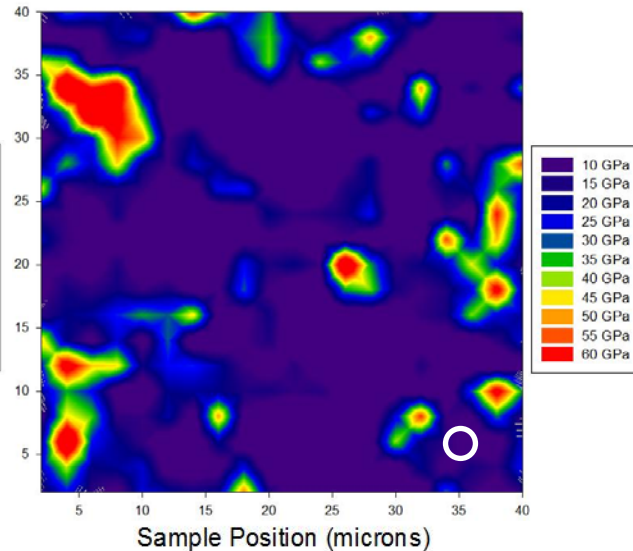 40
35
30
25
20
15
10
5
5 10 15 20 25 30 35 40
Sample Position (microns)
10 GPa
15 GPa
20 GPa
25 GPa
30 GPa
35 GPa
40 GPa
45 GPa
50 GPa
55 GPa
60 GPa